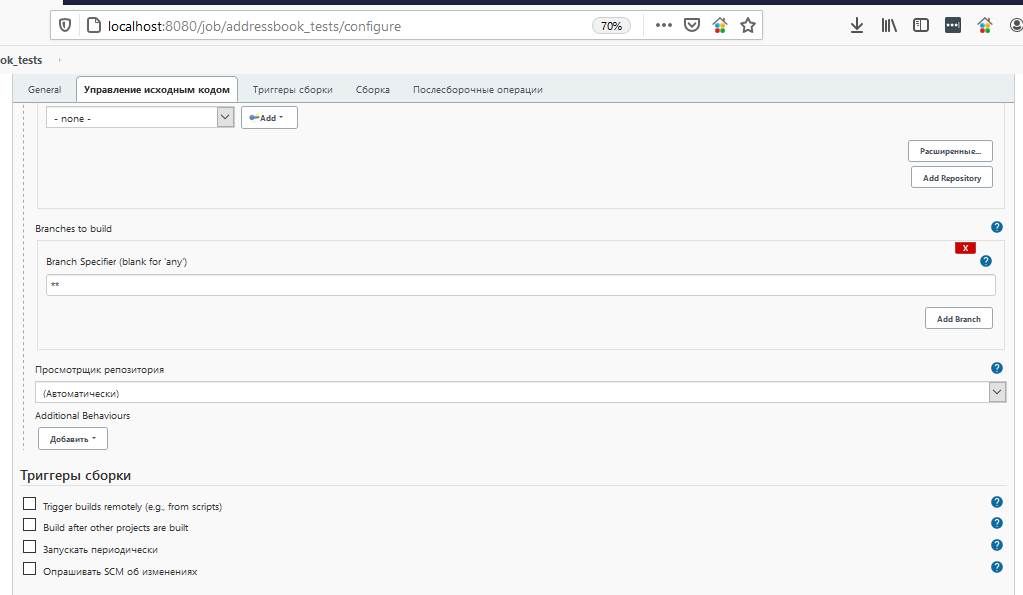 localhost:8080/job/addressbook_tests/configure
70%
ok_tests
General Управление исходным кодом Триггеры сборки Сборка Послесборочные операции
- none -
Add
Расширенные...
Add Repository
Branches to build
X
Branch Specifier (blank for 'any')
**
Add Branch
Просмотрщик репозитория
(Автоматически)
Additional Behaviours
Добавить
Триггеры сборки
Trigger builds remotely (e.g., from scripts)
Build after other projects are built
Запускать периодически
Опрашивать SCM об изменениях